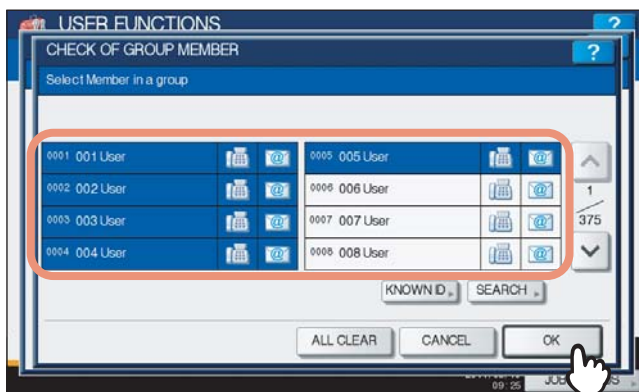 USER FUNCTIONS ?
CHECK OF GROUP MEMBER ?
Select Member in a group
0001 001 User 0005 005 User
0002 002 User 0006 006 User 1
0003 003 User 0007 007 User 375
0004 004 User 0008 008 User
KNOWN ID SEARCH
ALL CLEAR CANCEL OK
09:25 JOB